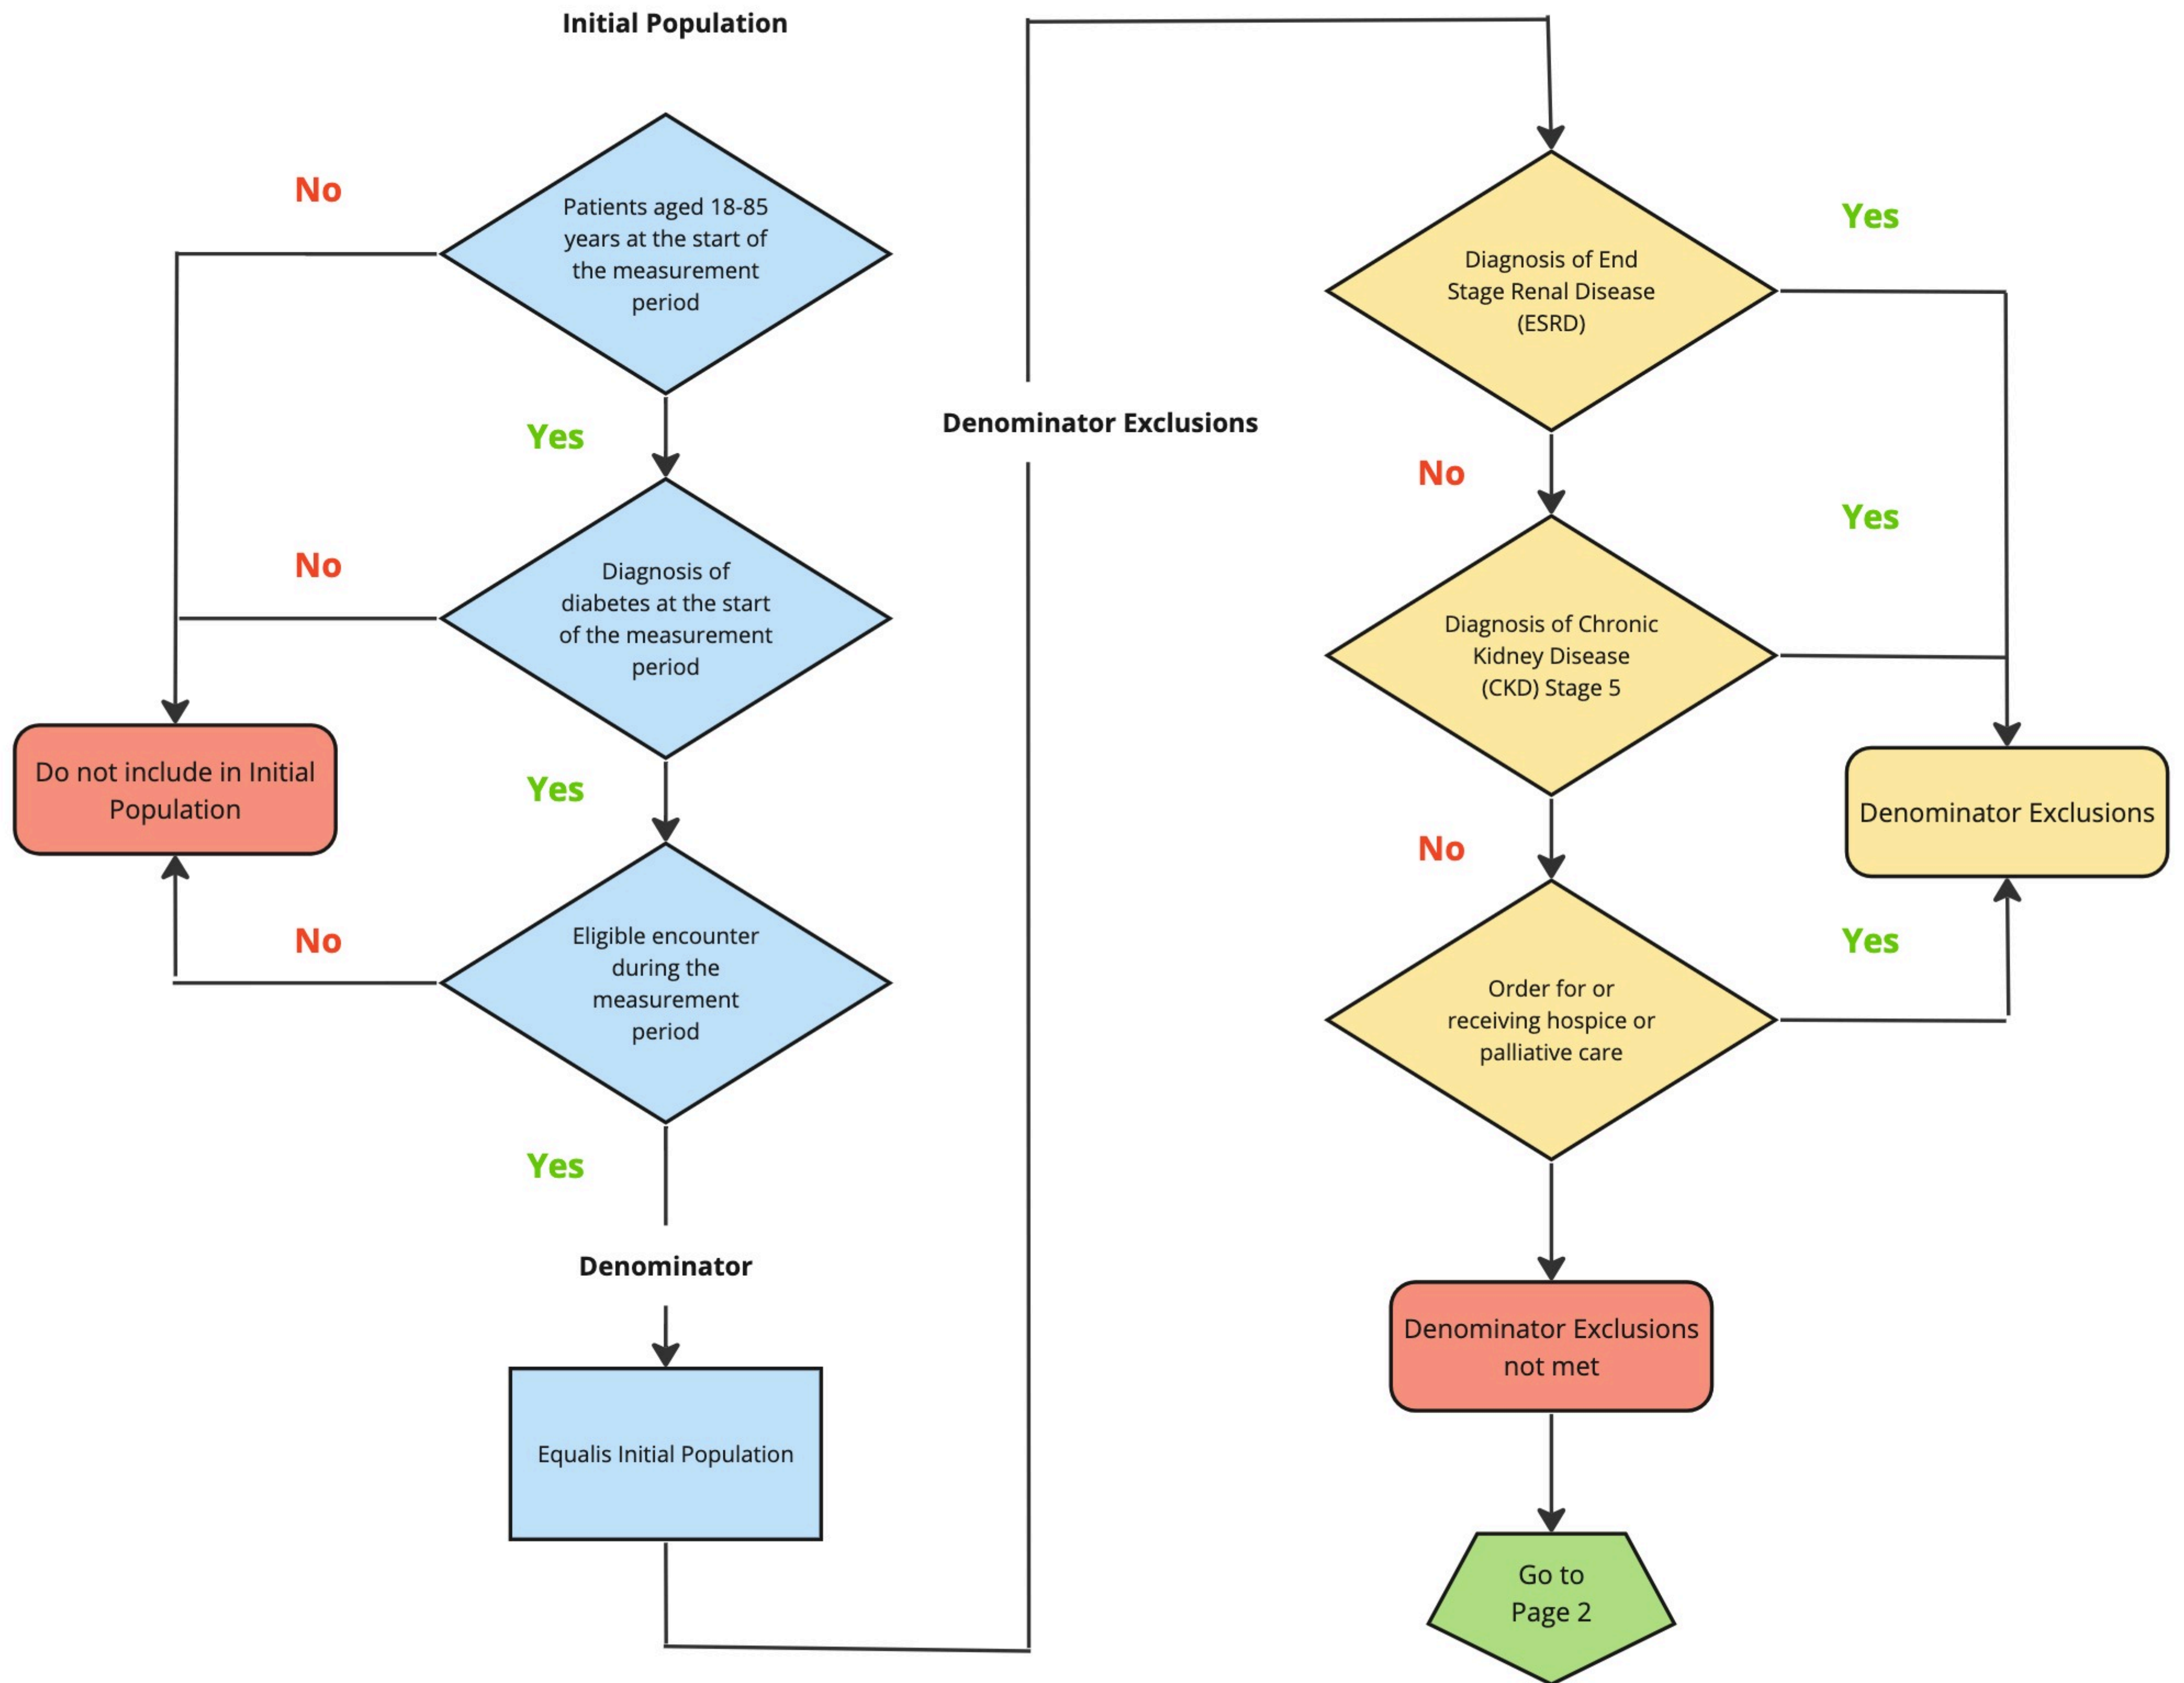 Initial Population
No
Patients aged 18-85
years at the start of
the measurement
period
Yes
No
Diagnosis of
diabetes at the start
of the measurement
period
Do not include in Initial
Population
Yes
No
Eligible encounter
during the
measurement
period
Yes
Denominator
Equalis Initial Population
Denominator Exclusions
Yes
Diagnosis of End
Stage Renal Disease
(ESRD)
No
Yes
Diagnosis of Chronic
Kidney Disease
(CKD) Stage 5
Denominator Exclusions
No
Yes
Order for or
receiving hospice or
palliative care
Denominator Exclusions
not met
Go to
Page 2